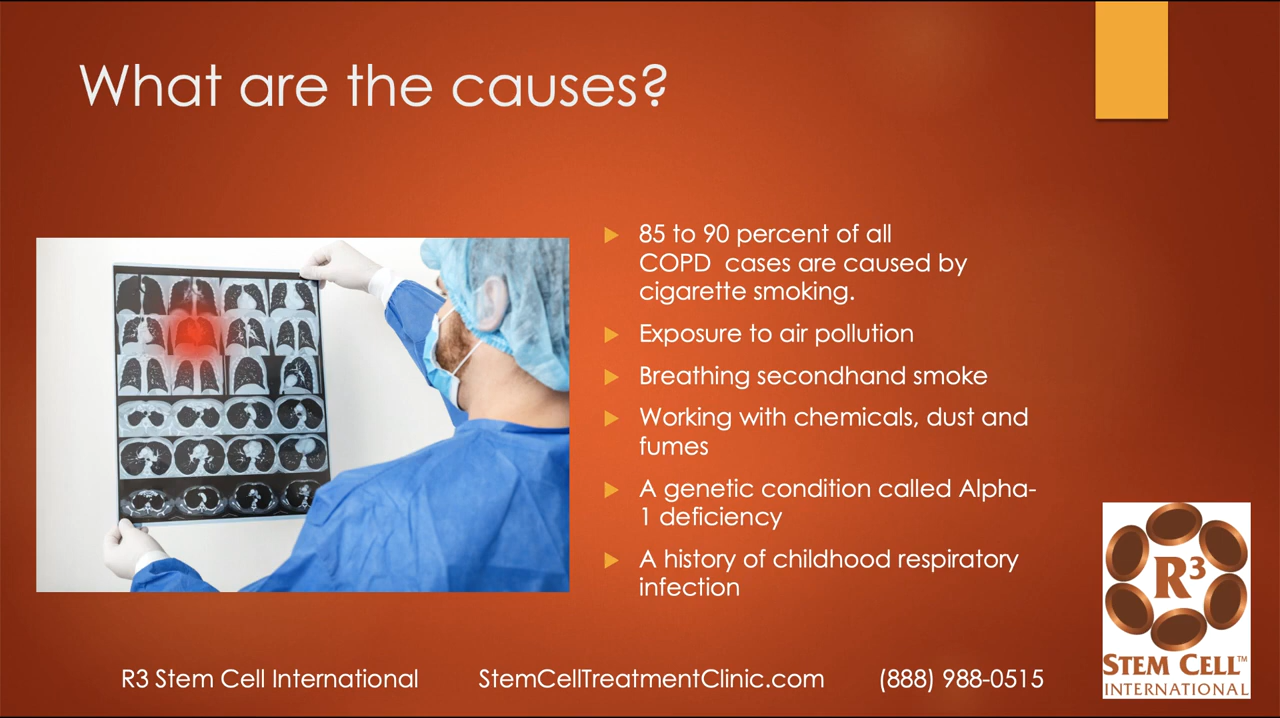 What are the causes?
85 to 90 percent of all
COPD  cases are caused by
cigarette smoking.
Exposure to air pollution
Breathing secondhand smoke
Working with chemicals, dust and
fumes
A genetic condition called Alpha-
1 deficiency
A history of childhood respiratory
infection
R3 Stem Cell International StemCellTreatmentClinic.com (888) 988-0515
R³
STEM CELL™
INTERNATIONAL